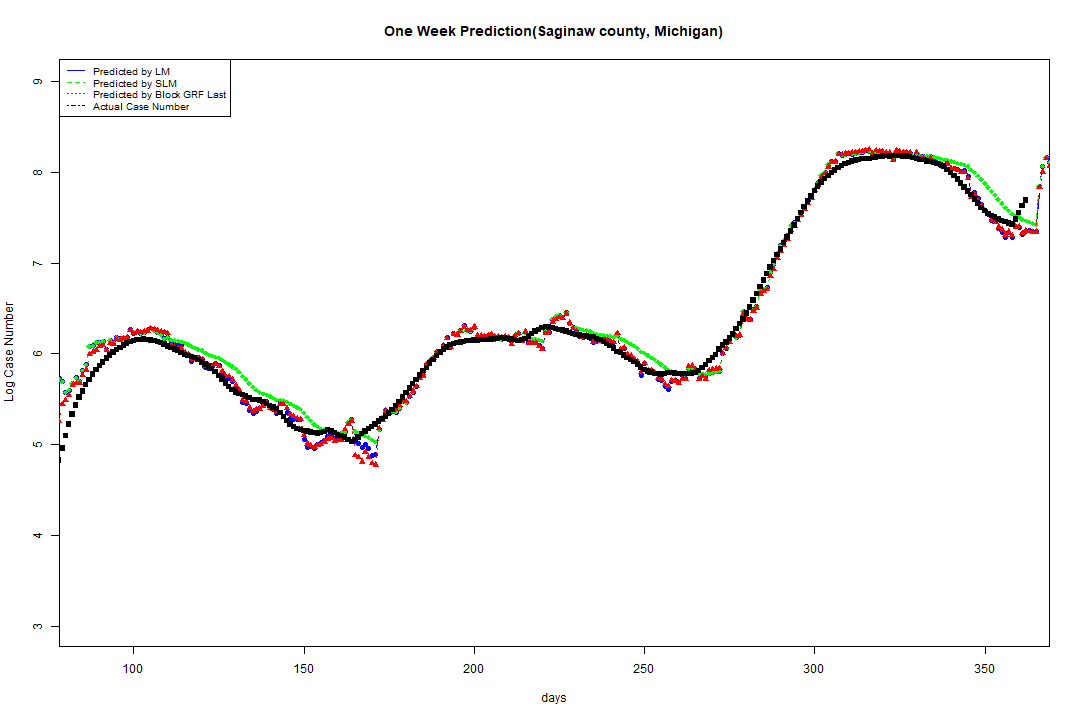 One Week Prediction(Saginaw county, Michigan)
Predicted by LM
Predicted by SLM
Predicted by Block GRF Last
Actual Case Number
9
8
7
6
5
4
3
Log Case Number
100 150 200 250 300 350
days